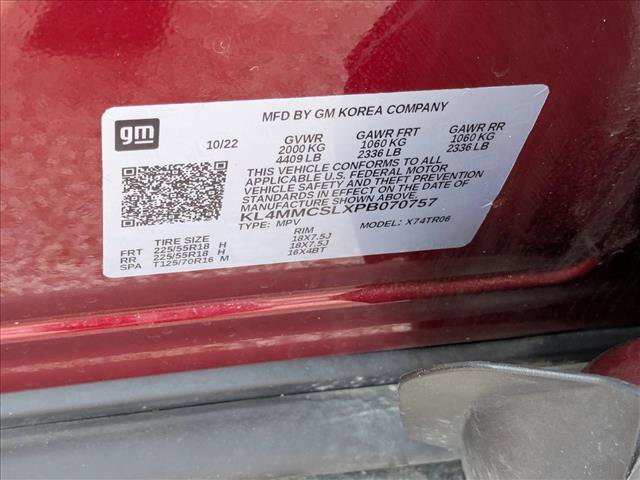 MFD BY GM KOREA COMPANY
gm
10/22 GVWR GAWR FRT GAWR RR
2000 KG 1060 KG 1060 KG
4409 LB 2336 LB 2336 LB
THIS VEHICLE CONFORMS TO ALL
APPLICABLE U.S. FEDERAL MOTOR
VEHICLE SAFETY AND THEFT PREVENTION
STANDARDS IN EFFECT ON THE DATE OF
MANUFACTURE SHOWN ABOVE.
KL4MMCSLXPB070757
TYPE: MPV MODEL: X74TR06
TIRE SIZE RIM
FRT 225/55R18 H 18X7.5J
RR 225/55R18 H 18X7.5J
SPA T125/70R16 M 16X4BT